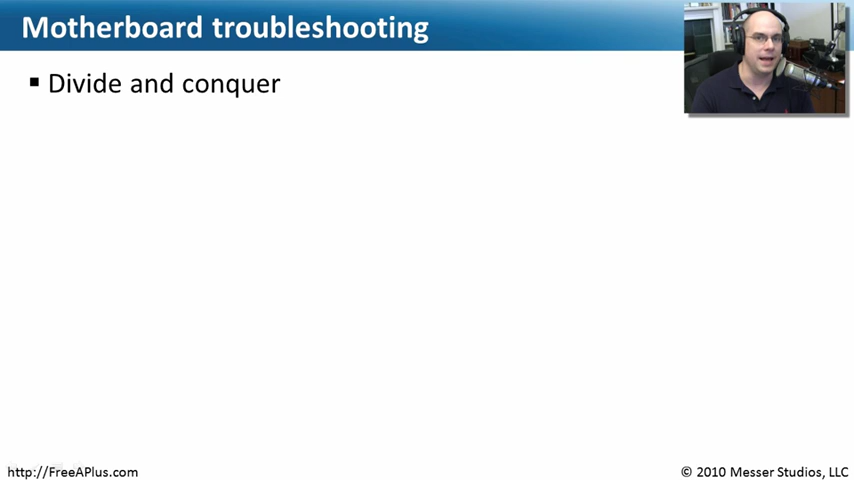 Motherboard troubleshooting
▪ Divide and conquer
http://FreeAPlus.com
© 2010 Messer Studios, LLC